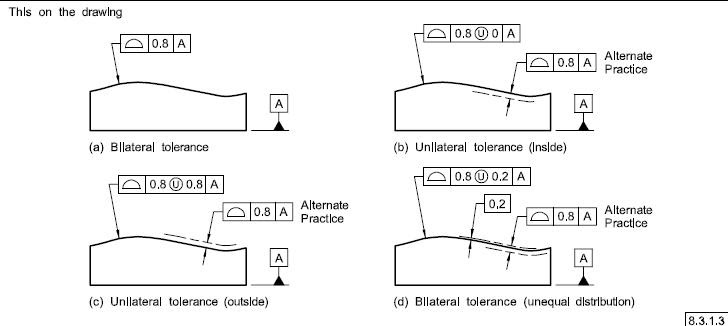 This on the drawing
0.8 A
A
(a) Bilateral tolerance
0.8 Ⓤ 0 A
0.8 A
Alternate
Practice
A
(b) Unilateral tolerance (inside)
0.8 Ⓤ 0.8 A
0.8 A
Alternate
Practice
A
(c) Unilateral tolerance (outside)
0.8 Ⓤ 0.2 A
0,2
0.8 A
Alternate
Practice
A
(d) Bilateral tolerance (unequal distribution)
8.3.1.3